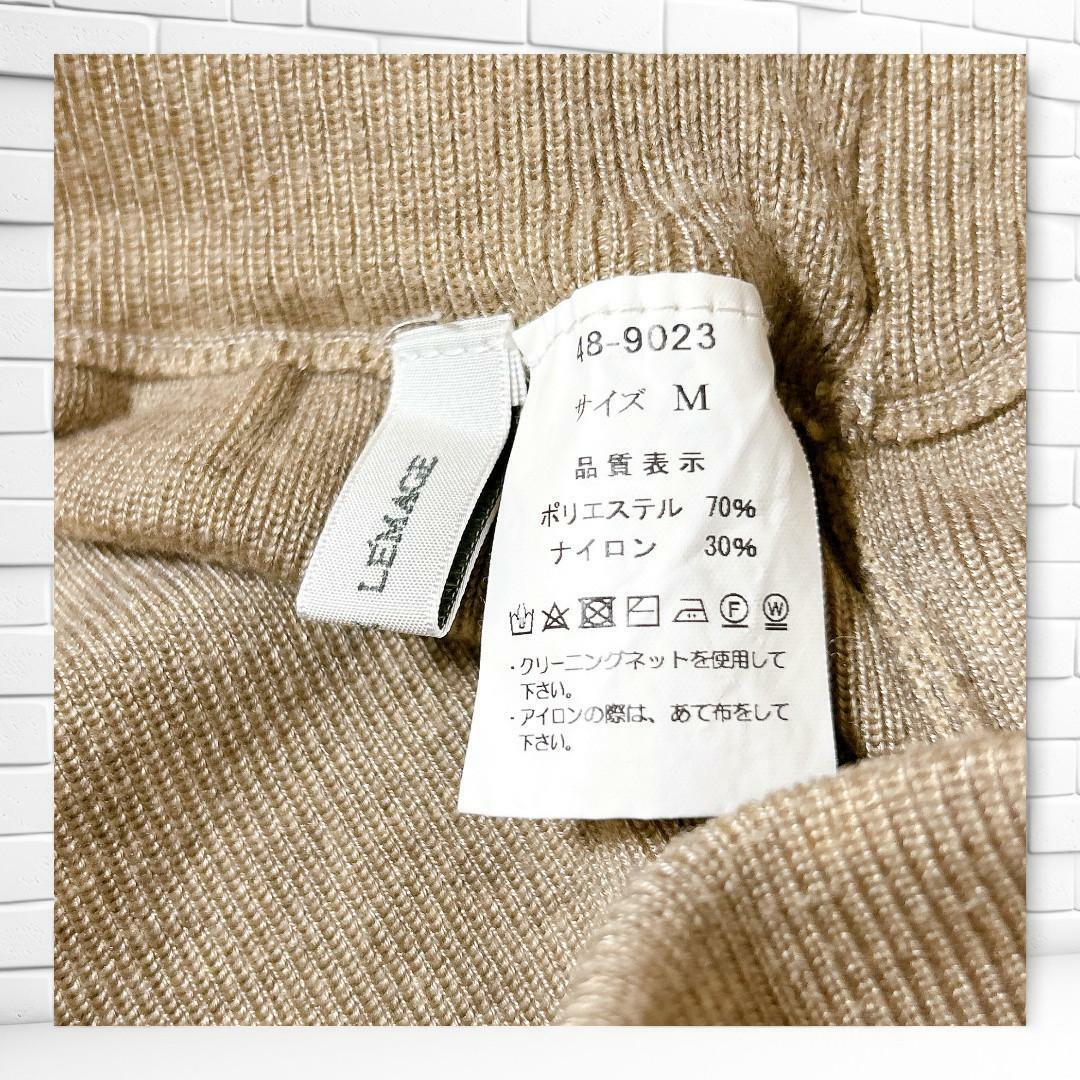 LEMACE
48-9023
サイズ M
品質表示
ポリエステル 70%
ナイロン 30%
F W
・クリーニングネットを使用して
下さい。
・アイロンの際は、あて布をして
下さい。